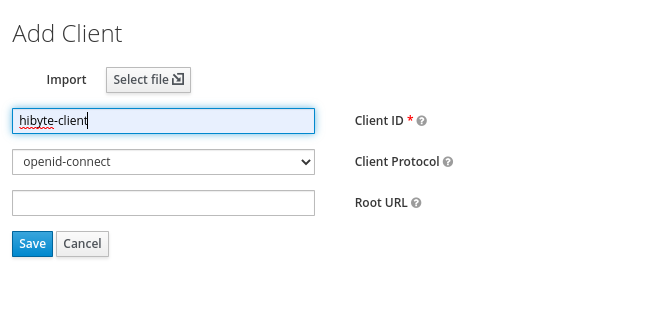 Add Client
Import Select file
hibyte-client Client ID *
openid-connect Client Protocol
Root URL
Save Cancel